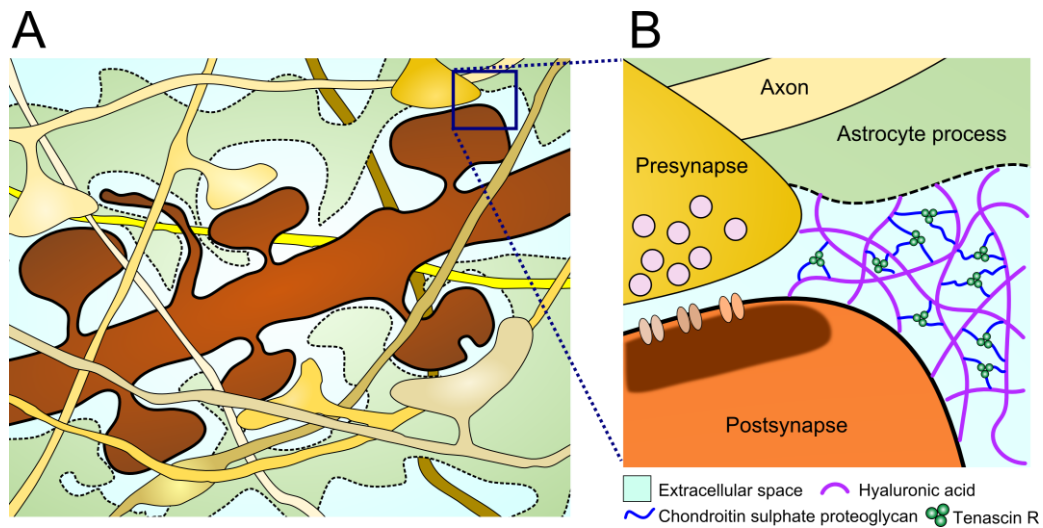 A
B
Axon
Astrocyte process
Presynapse
Postsynapse
Extracellular space
Hyaluronic acid
Chondroitin sulphate proteoglycan
Tenascin R